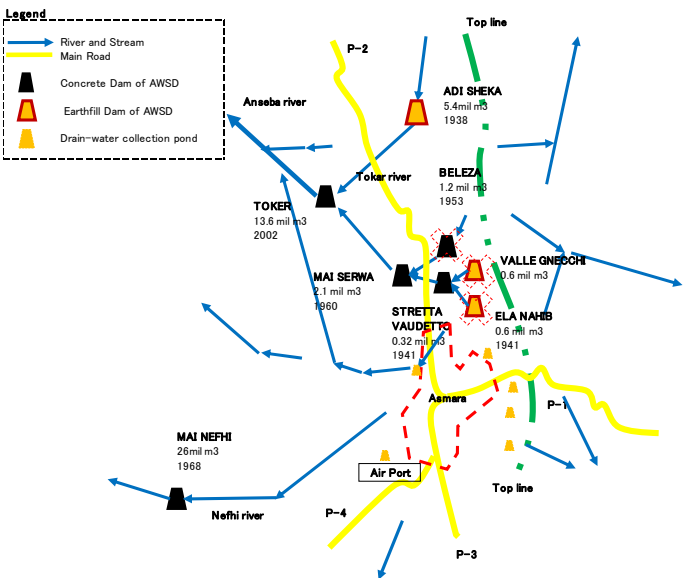 Legend
River and Stream
Main Road
Concrete Dam of AWSD
Earthfill Dam of AWSD
Drain-water collection pond
Top line
P-2
ADI SHEKA
5.4mil m3
1938
Anseba river
Tokar river
BELEZA
1.2 mil m3
1953
TOKER
13.6 mil m3
2002
VALLE GNECCHI
0.6 mil m3
MAI SERWA
2.1 mil m3
1960
STRETTA
VAUDETTO
0.32 mil m3
1941
ELA NAHIB
0.6 mil m3
1941
Asmara
P-1
MAI NEFHI
26mil m3
1968
Air Port
Top line
Nefhi river
P-4
P-3